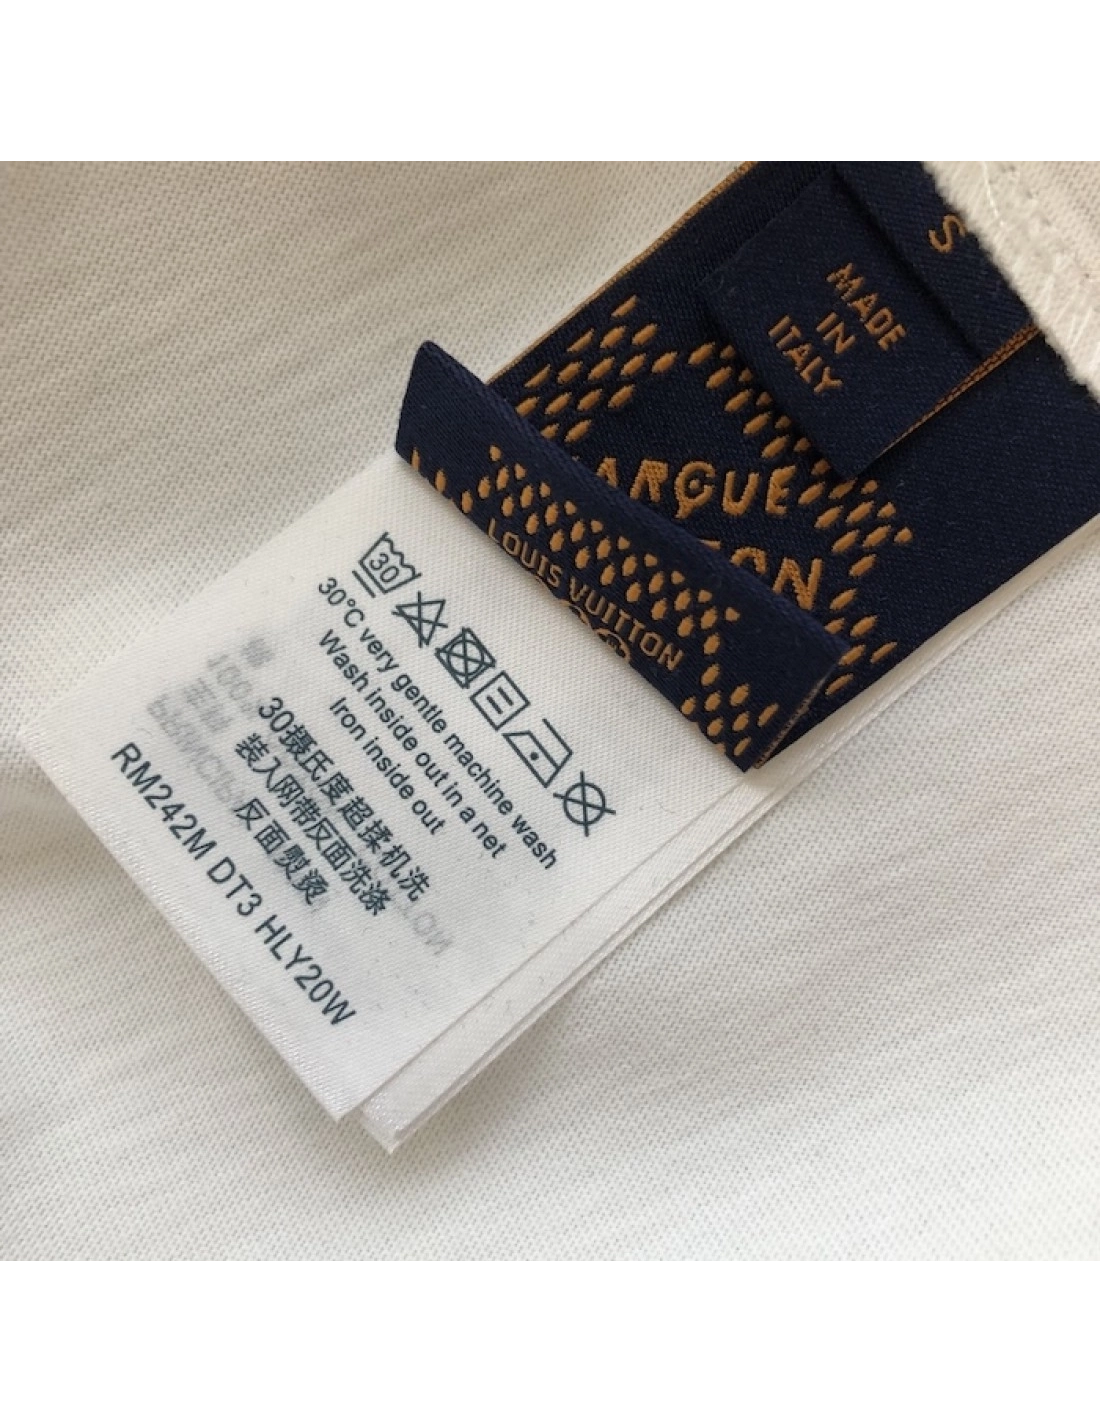 S
MADE
IN
ITALY
LOUIS VUITTON
30
30°C very gentle machine wash
Wash inside out in a net
Iron inside out
30摄氏度超揉机洗
装入网带反面洗涤
反面熨烫
RM242M DT3 HLY20W